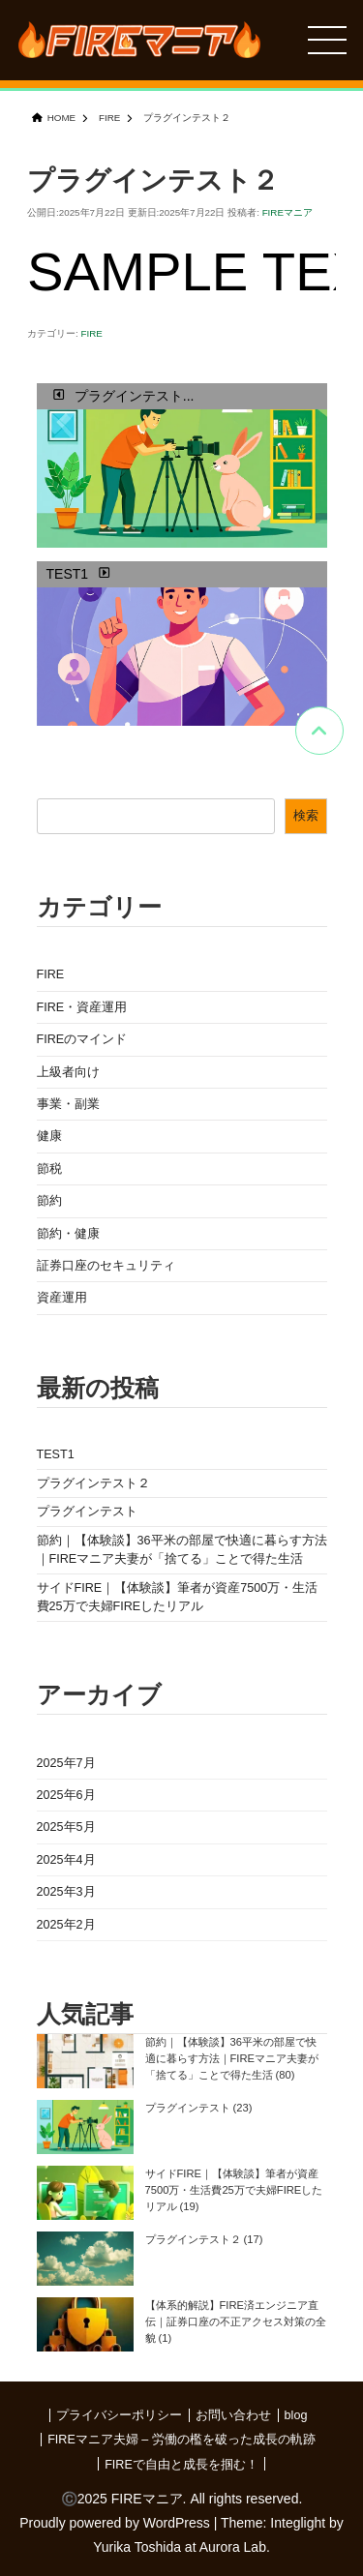 FIREマニア
HOME > FIRE > プラグインテスト２
プラグインテスト２
公開日:2025年7月22日 更新日:2025年7月22日 投稿者: FIREマニア
SAMPLE TEX
カテゴリー: FIRE
プラグインテスト...
TEST1
検索
カテゴリー
FIRE
FIRE・資産運用
FIREのマインド
上級者向け
事業・副業
健康
節税
節約
節約・健康
証券口座のセキュリティ
資産運用
最新の投稿
TEST1
プラグインテスト２
プラグインテスト
節約｜【体験談】36平米の部屋で快適に暮らす方法
｜FIREマニア夫妻が「捨てる」ことで得た生活
サイドFIRE｜【体験談】筆者が資産7500万・生活
費25万で夫婦FIREしたリアル
アーカイブ
2025年7月
2025年6月
2025年5月
2025年4月
2025年3月
2025年2月
人気記事
節約｜【体験談】36平米の部屋で快
適に暮らす方法｜FIREマニア夫妻が
「捨てる」ことで得た生活 (80)
プラグインテスト (23)
サイドFIRE｜【体験談】筆者が資産
7500万・生活費25万で夫婦FIREした
リアル (19)
プラグインテスト２ (17)
【体系的解説】FIRE済エンジニア直
伝｜証券口座の不正アクセス対策の全
貌 (1)
｜プライバシーポリシー｜お問い合わせ｜blog
｜FIREマニア夫婦 – 労働の檻を破った成長の軌跡
｜FIREで自由と成長を掴む！｜
©2025 FIREマニア. All rights reserved.
Proudly powered by WordPress | Theme: Integlight by
Yurika Toshida at Aurora Lab.